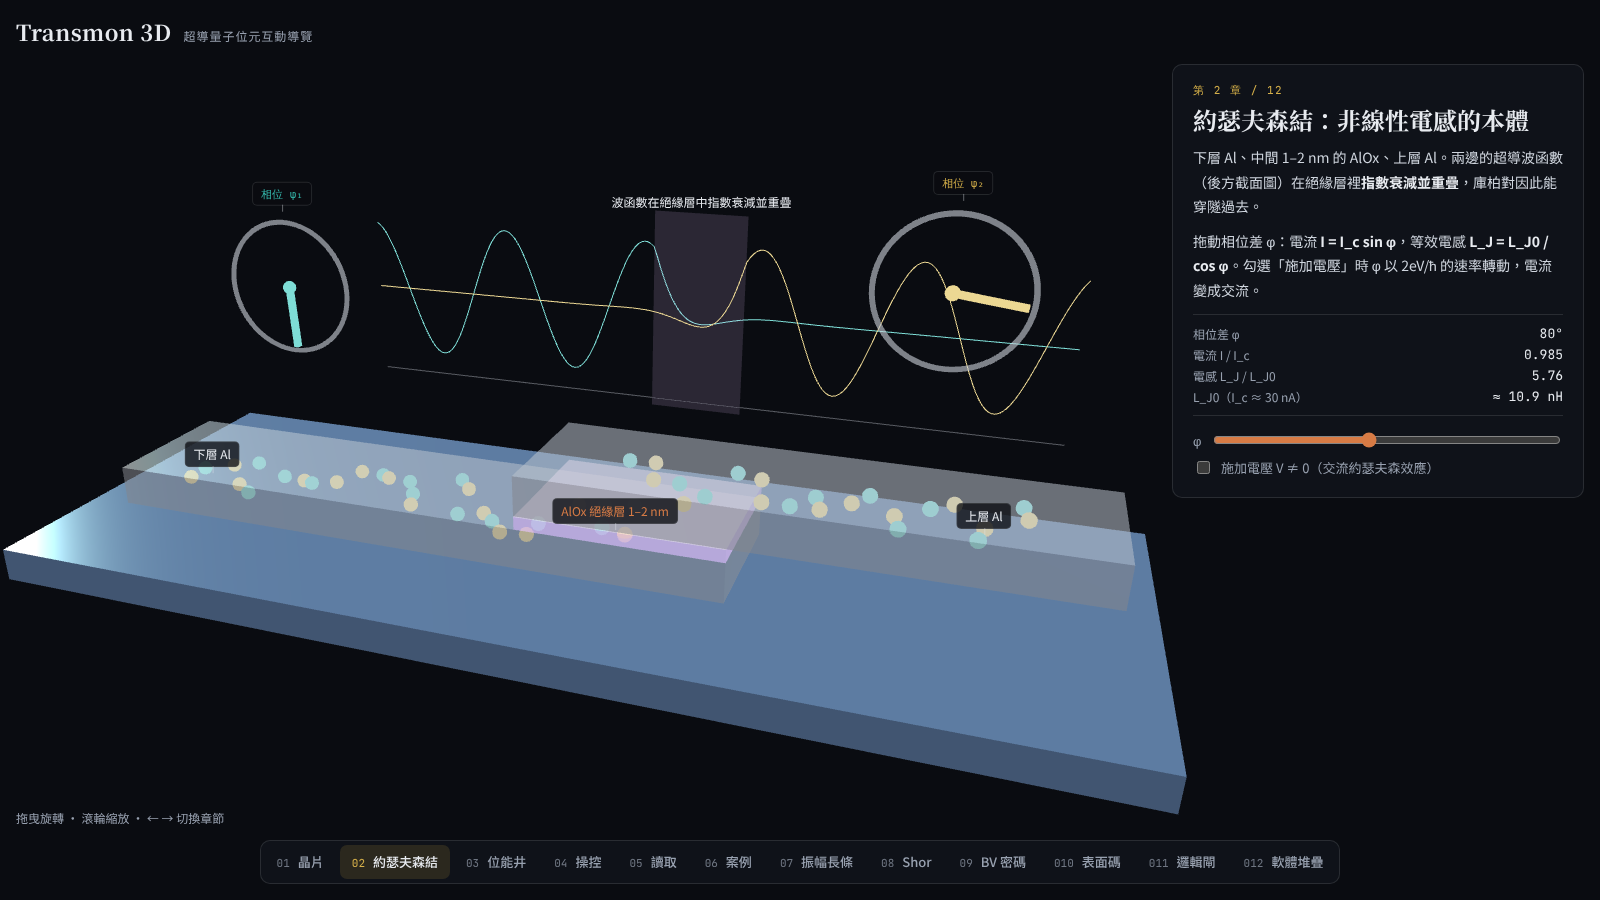 Transmon 3D 超導量子位元互動導覽
第 2 章 / 12
約瑟夫森結：非線性電感的本體
下層 Al、中間 1–2 nm 的 AlOx、上層 Al。兩邊的超導波函數
（後方截面圖）在絕緣層裡指數衰減並重疊，庫柏對因此能
穿隧過去。
拖動相位差 φ：電流 I = I_c sin φ，等效電感 L_J = L_J0 /
cos φ。勾選「施加電壓」時 φ 以 2eV/ħ 的速率轉動，電流
變成交流。
相位差 φ 80°
電流 I / I_c 0.985
電感 L_J / L_J0 5.76
L_J0（I_c ≈ 30 nA） ≈ 10.9 nH
φ
施加電壓 V ≠ 0（交流約瑟夫森效應）
相位 φ₁
相位 φ₂
波函數在絕緣層中指數衰減並重疊
下層 Al
AlOx 絕緣層 1–2 nm
上層 Al
拖曳旋轉 · 滾輪縮放 · ← → 切換章節
01 晶片 02 約瑟夫森結 03 位能井 04 操控 05 讀取 06 案例 07 振幅長條 08 Shor 09 BV 密碼 010 表面碼 011 邏輯閘 012 軟體堆疊